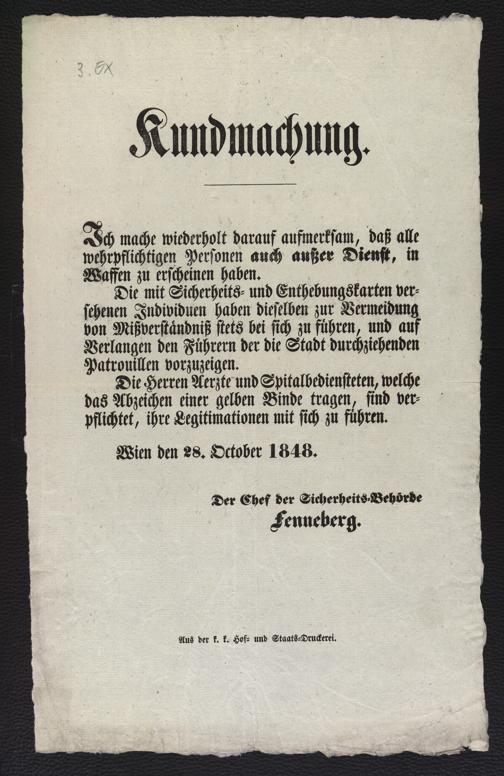 3. EX
Kundmachung.
Ich mache wiederholt darauf aufmerksam, daß alle
wehrpflichtigen Personen auch außer Dienst, in
Waffen zu erscheinen haben.
Die mit Sicherheits- und Enthebungskarten ver-
sehenen Individuen haben dieselben zur Vermeidung
von Mißverständniß stets bei sich zu führen, und auf
Verlangen den Führern der die Stadt durchziehenden
Patrouillen vorzuzeigen.
Die Herren Aerzte und Spitalbediensteten, welche
das Abzeichen einer gelben Binde tragen, sind ver-
pflichtet, ihre Legitimationen mit sich zu führen.
Wien den 28. October 1848.
Der Chef der Sicherheits-Behörde
Fenneberg.
Aus der k. k. Hof- und Staats-Druckerei.